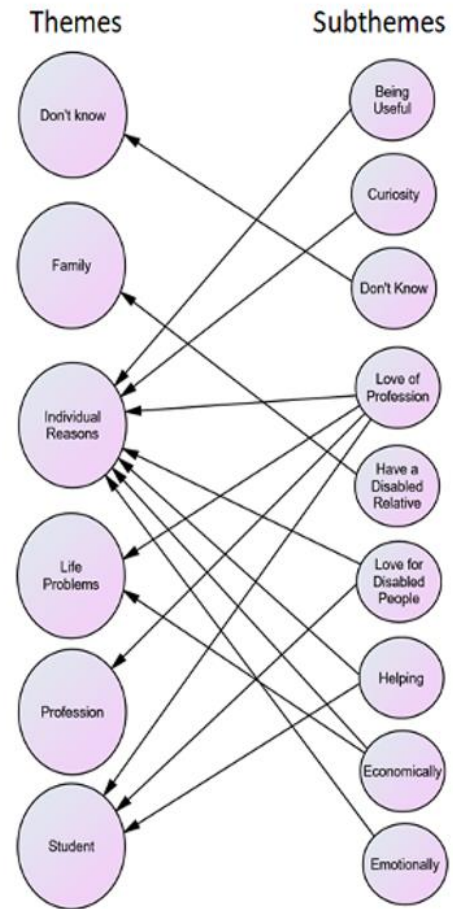 Themes
Subthemes
Don't know
Family
Individual
Reasons
Life
Problems
Profession
Student
Being
Useful
Curiosity
Don't Know
Love of
Profession
Have a
Disabled
Relative
Love for
Disabled
People
Helping
Economically
Emotionally